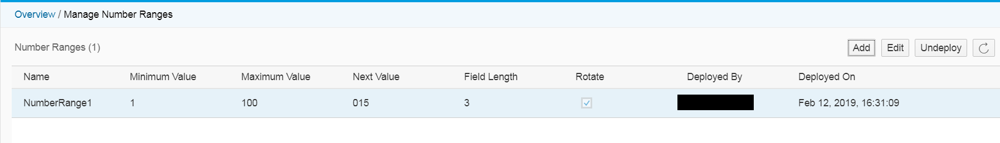 Overview / Manage Number Ranges
Number Ranges (1)
Add Edit Undeploy
Name Minimum Value Maximum Value Next Value Field Length Rotate Deployed By Deployed On
NumberRange1 1 100 015 3 Feb 12, 2019, 16:31:09